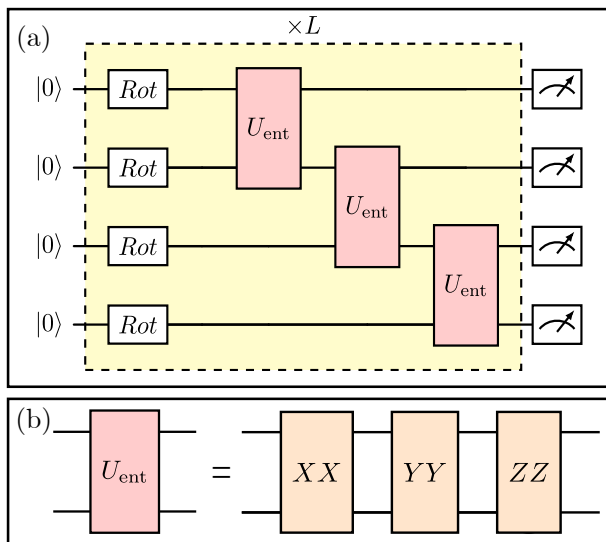 (a)
×L
|0⟩ Rot U_ent
|0⟩ Rot U_ent
|0⟩ Rot U_ent
|0⟩ Rot
(b)
U_ent = XX YY ZZ